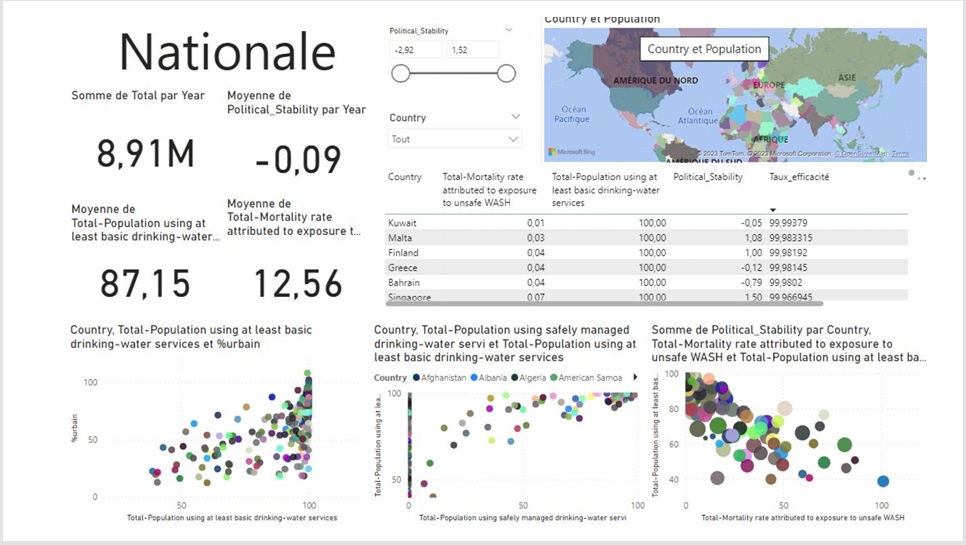 Nationale
Somme de Total par Year
8,91M
Moyenne de
Political_Stability par Year
-0,09
Moyenne de
Total-Population using at
least basic drinking-water...
87,15
Moyenne de
Total-Mortality rate
attributed to exposure t...
12,56
Political_Stability
-2,92
1,52
Country
Tout
Country et Population
Country et Population
AMÉRIQUE DU NORD
EUROPE
ASIE
Océan
Pacifique
Océan
Atlantique
AFRIQUE
AMÉRIQUE DU SUD
Microsoft Bing
© 2023 TomTom, © 2023 Microsoft Corporation, © OpenStreetMap Terms
Country
Total-Mortality rate
attributed to exposure
to unsafe WASH
Total-Population using at
least basic drinking-water
services
Political_Stability
Taux_efficacité
Kuwait 0,01 100,00 -0,05 99.99379
Malta 0,03 100,00 1,08 99.983315
Finland 0,04 100,00 1,00 99.98192
Greece 0,04 100,00 -0,12 99.98145
Bahrain 0,04 100,00 -0,79 99.9802
Singapore 0,07 100,00 1,50 99.966945
Country, Total-Population using at least basic
drinking-water services et %urbain
%urbain
100
50
0
50
100
Total-Population using at least basic drinking-water services
Country, Total-Population using safely managed
drinking-water servi et Total-Population using at
least basic drinking-water services
Country
Afghanistan
Albania
Algeria
American Samoa
Total-Population using at lea...
100
50
0
50
100
Total-Population using safely managed drinking-water servi
Somme de Political_Stability par Country,
Total-Mortality rate attributed to exposure to
unsafe WASH et Total-Population using at least ba...
Total-Population using at least bas...
100
80
60
40
0
50
100
Total-Mortality rate attributed to exposure to unsafe WASH